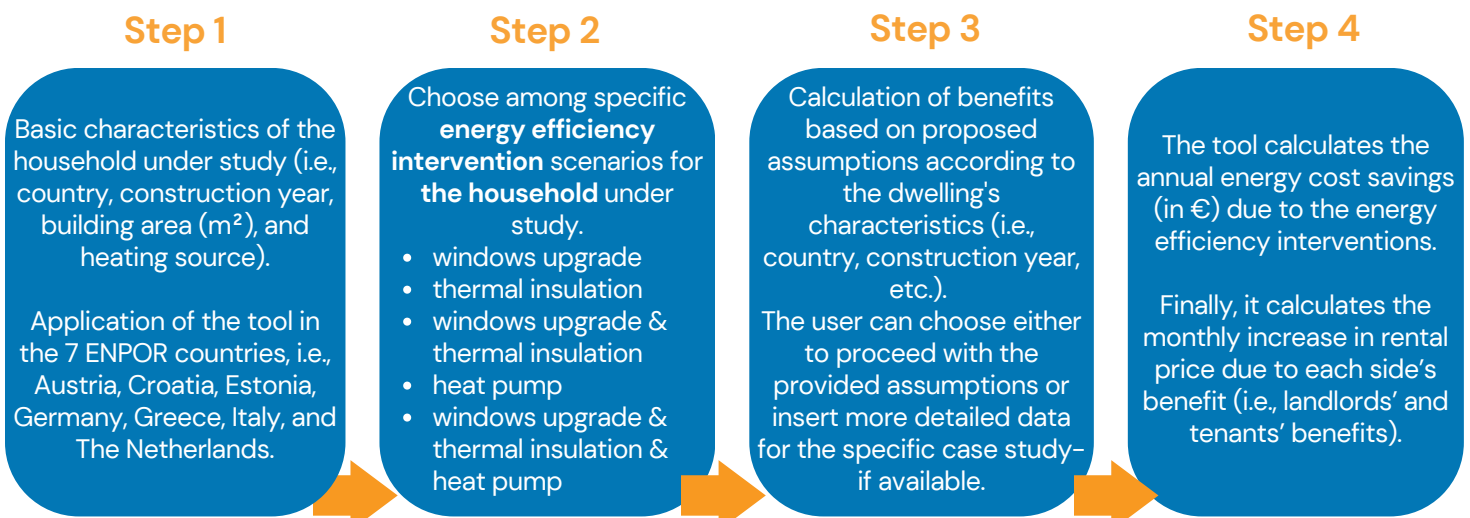 Step 1
Basic characteristics of the
household under study (i.e.,
country, construction year,
building area (m²), and
heating source).
Application of the tool in
the 7 ENPOR countries, i.e.,
Austria, Croatia, Estonia,
Germany, Greece, Italy, and
The Netherlands.
Step 2
Choose among specific
energy efficiency
intervention scenarios for
the household under
study.
• windows upgrade
• thermal insulation
• windows upgrade &
thermal insulation
• heat pump
• windows upgrade &
thermal insulation &
heat pump
Step 3
Calculation of benefits
based on proposed
assumptions according to
the dwelling's
characteristics (i.e.,
country, construction year,
etc.).
The user can choose either
to proceed with the
provided assumptions or
insert more detailed data
for the specific case study-
if available.
Step 4
The tool calculates the
annual energy cost savings
(in €) due to the energy
efficiency interventions.
Finally, it calculates the
monthly increase in rental
price due to each side’s
benefit (i.e., landlords’ and
tenants’ benefits).